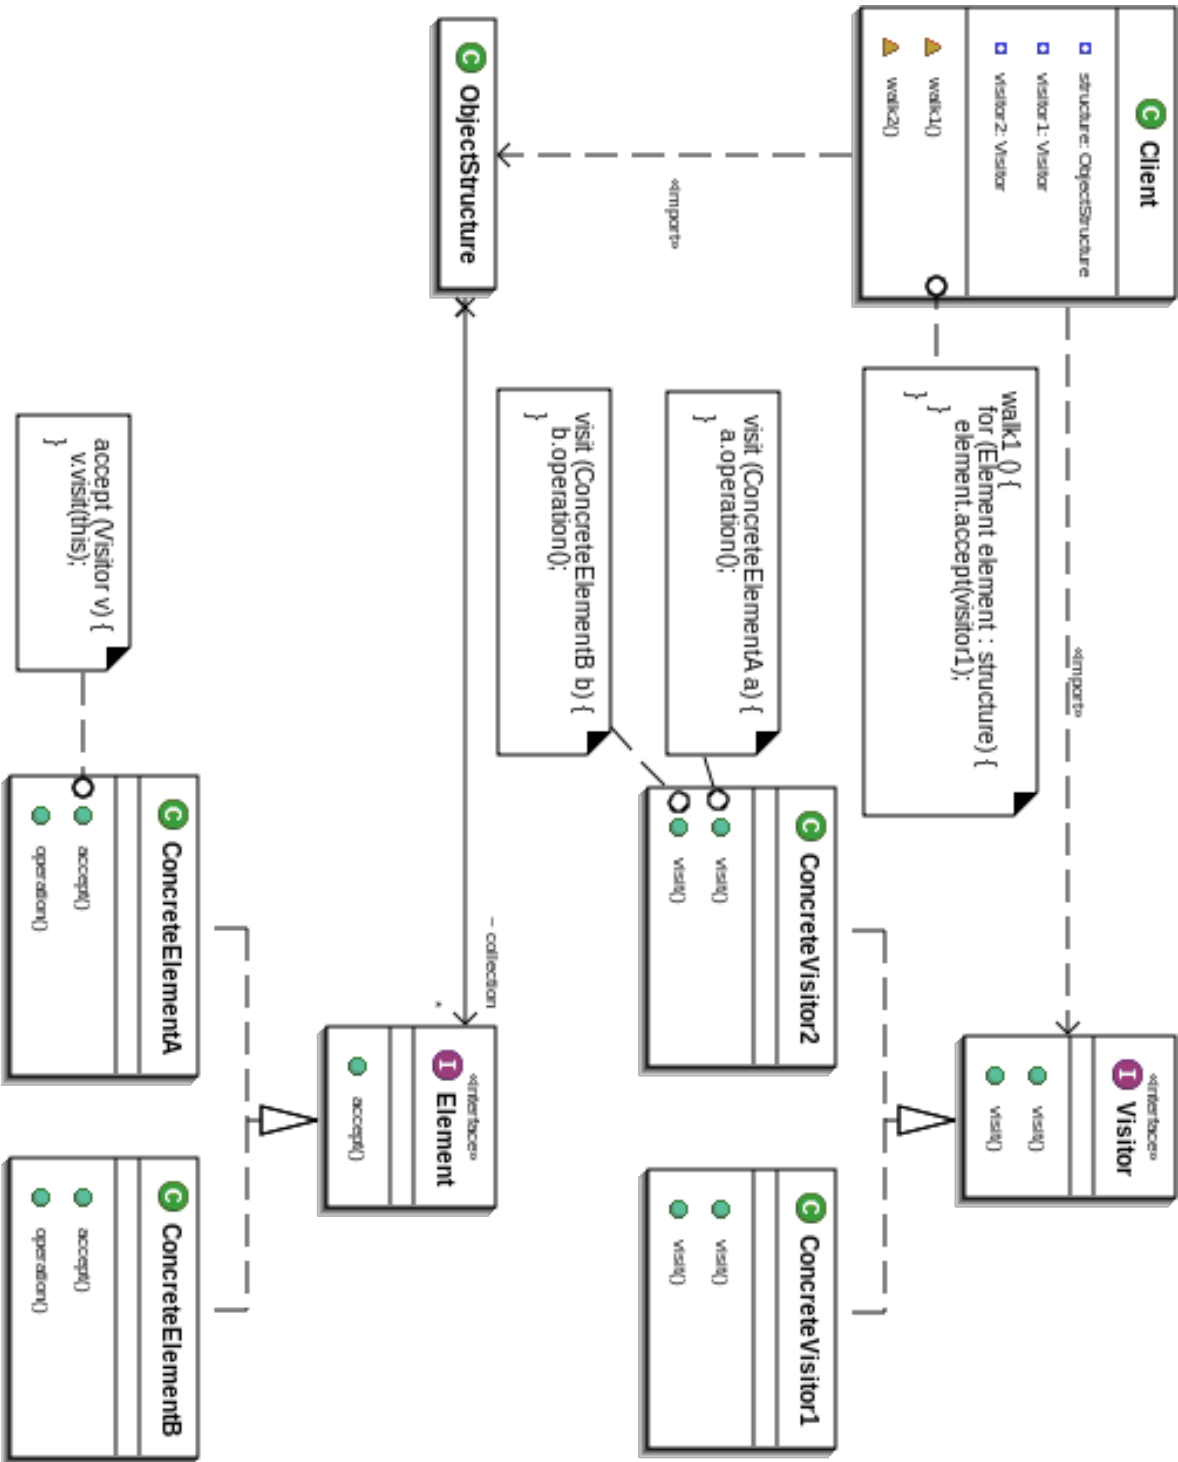 Client
structure: ObjectStructure
visitor1: Visitor
visitor2: Visitor
walk1()
walk2()
«import»
«interface»
Visitor
visit()
visit()
walk1 () {
for (Element element : structure) {
element.accept(visitor1);
}
}
visit (ConcreteElementA a) {
a.operation();
}
visit (ConcreteElementB b) {
b.operation();
}
ConcreteVisitor2
visit()
visit()
ConcreteVisitor1
visit()
visit()
«import»
ObjectStructure
- collection
*
«interface»
Element
accept()
accept (Visitor v) {
v.visit(this);
}
ConcreteElementA
accept()
operation()
ConcreteElementB
accept()
operation()